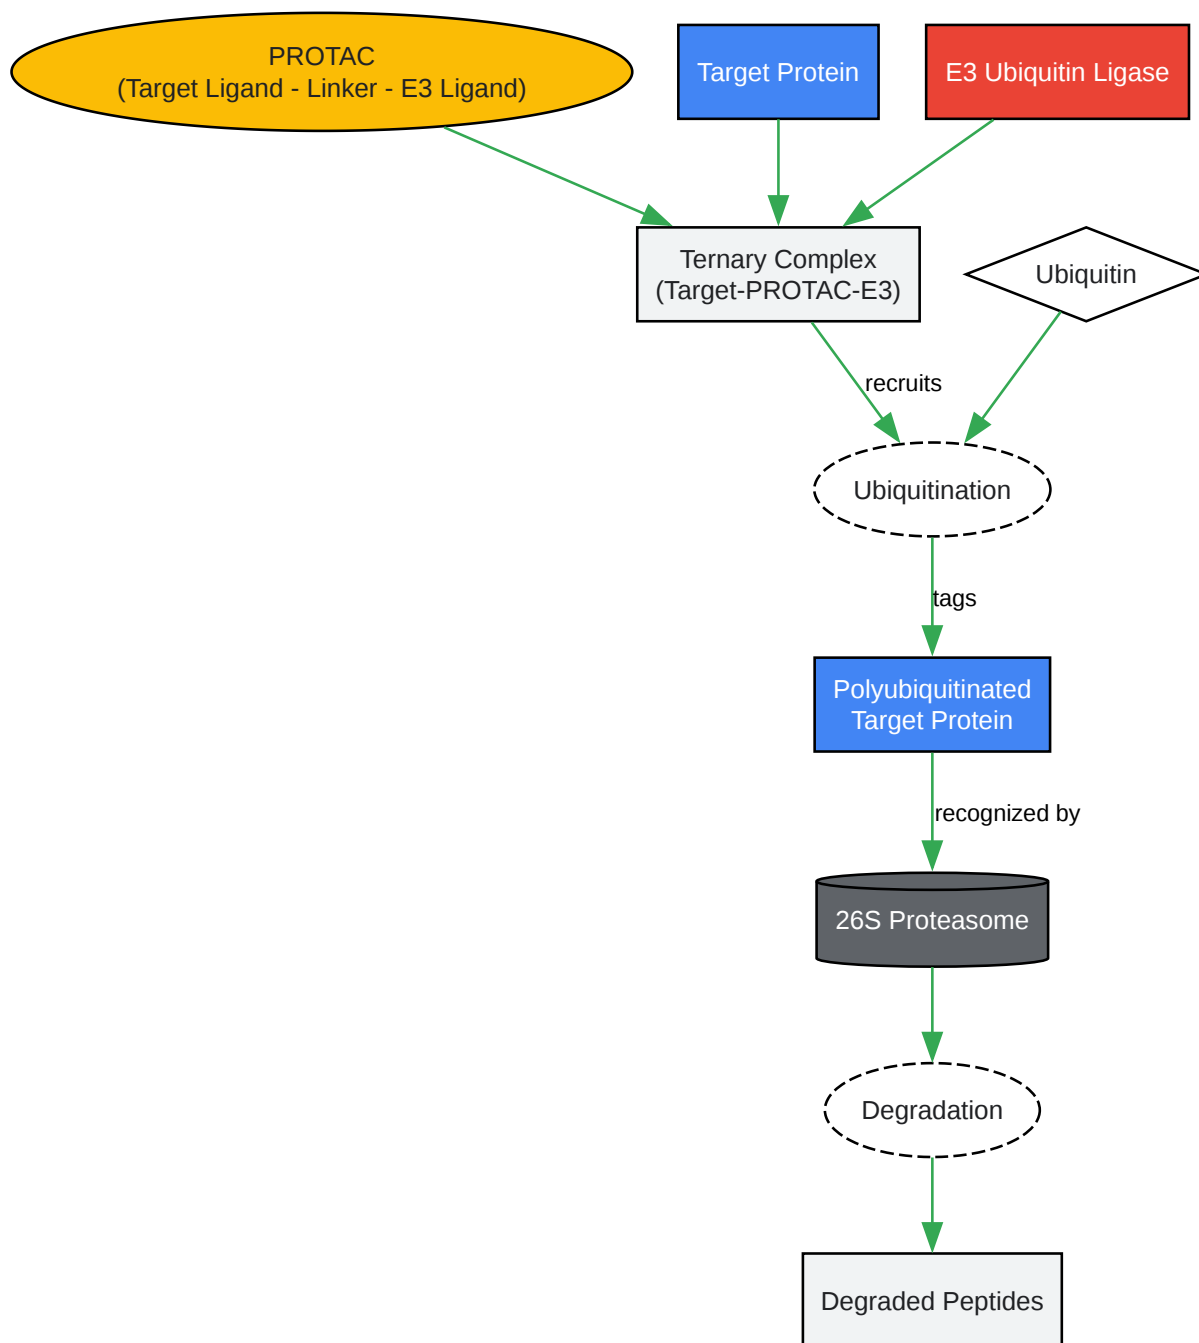 PROTAC
(Target Ligand - Linker - E3 Ligand)
Target Protein
E3 Ubiquitin Ligase
Ternary Complex
(Target-PROTAC-E3)
Ubiquitin
recruits
Ubiquitination
tags
Polyubiquitinated
Target Protein
recognized by
26S Proteasome
Degradation
Degraded Peptides